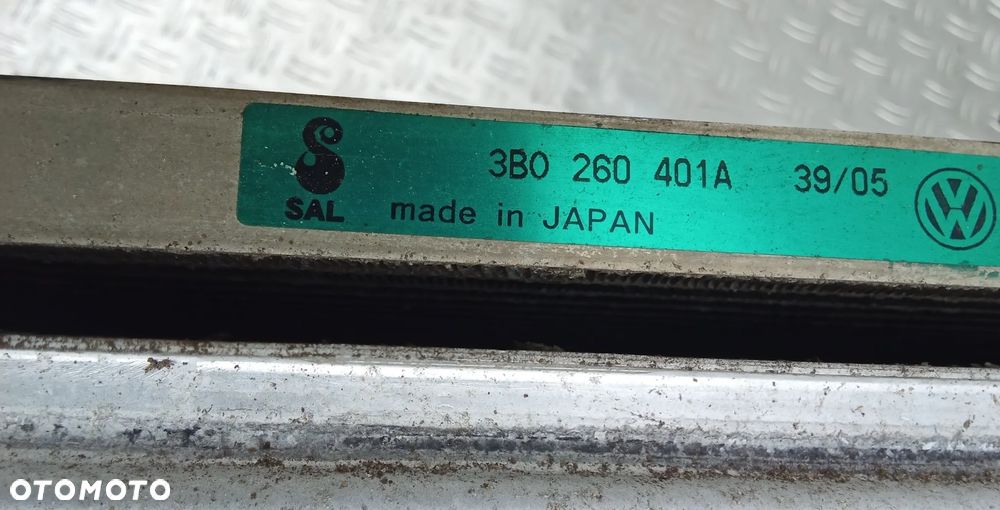 3B0 260 401A 39/05
SAL made in JAPAN
OTOMOTO